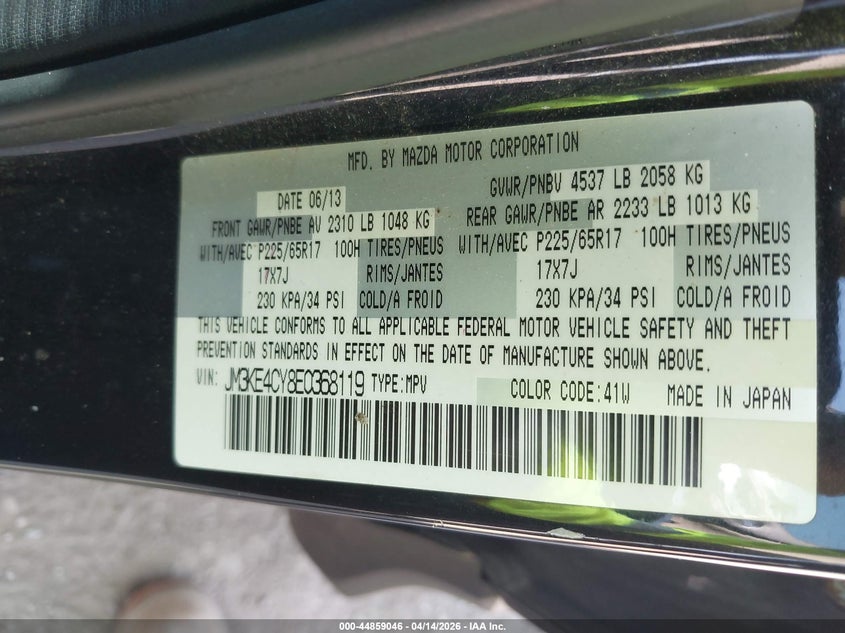 MFD. BY MAZDA MOTOR CORPORATION
DATE 06/13 GVWR/PNBV 4537 LB 2058 KG
FRONT GAWR/PNBE AV 2310 LB 1048 KG REAR GAWR/PNBE AR 2233 LB 1013 KG
WITH/AVEC P225/65R17 100H TIRES/PNEUS WITH/AVEC P225/65R17 100H TIRES/PNEUS
17X7J RIMS/JANTES 17X7J RIMS/JANTES
230 KPA/34 PSI COLD/A FROID 230 KPA/34 PSI COLD/A FROID
THIS VEHICLE CONFORMS TO ALL APPLICABLE FEDERAL MOTOR VEHICLE SAFETY AND THEFT
PREVENTION STANDARDS IN EFFECT ON THE DATE OF MANUFACTURE SHOWN ABOVE.
VIN: JM3KE4CY8E0368119 TYPE:MPV COLOR CODE:41W MADE IN JAPAN
000-44859046 - 04/14/2026 - IAA Inc.